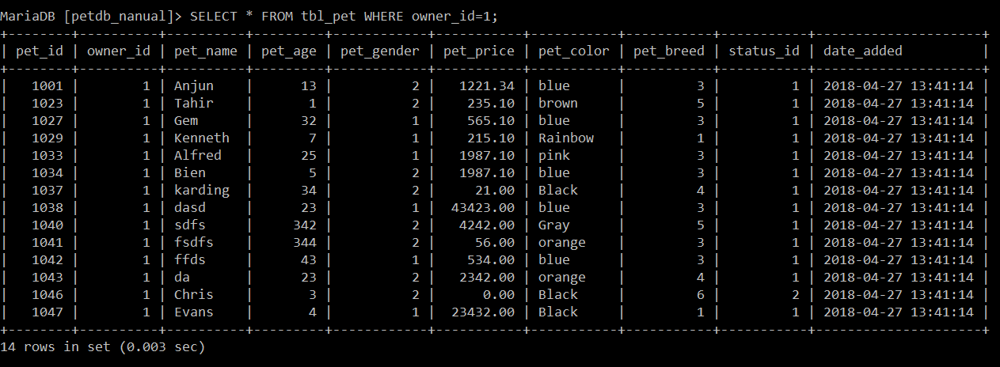 MariaDB [petdb_nanual]> SELECT * FROM tbl_pet WHERE owner_id=1;
+--------+----------+----------+---------+------------+-----------+-----------+-----------+-----------+---------------------+
| pet_id | owner_id | pet_name | pet_age | pet_gender | pet_price | pet_color | pet_breed | status_id | date_added          |
+--------+----------+----------+---------+------------+-----------+-----------+-----------+-----------+---------------------+
|   1001 |        1 | Anjun    |      13 |          2 |   1221.34 | blue      |         3 |         1 | 2018-04-27 13:41:14 |
|   1023 |        1 | Tahir    |       1 |          2 |    235.10 | brown     |         5 |         1 | 2018-04-27 13:41:14 |
|   1027 |        1 | Gem      |      32 |          1 |    565.10 | blue      |         3 |         1 | 2018-04-27 13:41:14 |
|   1029 |        1 | Kenneth  |       7 |          1 |    215.10 | Rainbow   |         1 |         1 | 2018-04-27 13:41:14 |
|   1033 |        1 | Alfred   |      25 |          1 |   1987.10 | pink      |         3 |         1 | 2018-04-27 13:41:14 |
|   1034 |        1 | Bien     |       5 |          2 |   1987.10 | blue      |         3 |         1 | 2018-04-27 13:41:14 |
|   1037 |        1 | karding  |      34 |          2 |     21.00 | Black     |         4 |         1 | 2018-04-27 13:41:14 |
|   1038 |        1 | dasd     |      23 |          1 |  43423.00 | blue      |         3 |         1 | 2018-04-27 13:41:14 |
|   1040 |        1 | sdfs     |     342 |          2 |   4242.00 | Gray      |         5 |         1 | 2018-04-27 13:41:14 |
|   1041 |        1 | fsdfs    |     344 |          2 |     56.00 | orange    |         3 |         1 | 2018-04-27 13:41:14 |
|   1042 |        1 | ffds     |      43 |          1 |    534.00 | blue      |         3 |         1 | 2018-04-27 13:41:14 |
|   1043 |        1 | da       |      23 |          2 |   2342.00 | orange    |         4 |         1 | 2018-04-27 13:41:14 |
|   1046 |        1 | Chris    |       3 |          2 |      0.00 | Black     |         6 |         2 | 2018-04-27 13:41:14 |
|   1047 |        1 | Evans    |       4 |          1 |  23432.00 | Black     |         1 |         1 | 2018-04-27 13:41:14 |
+--------+----------+----------+---------+------------+-----------+-----------+-----------+-----------+---------------------+
14 rows in set (0.003 sec)